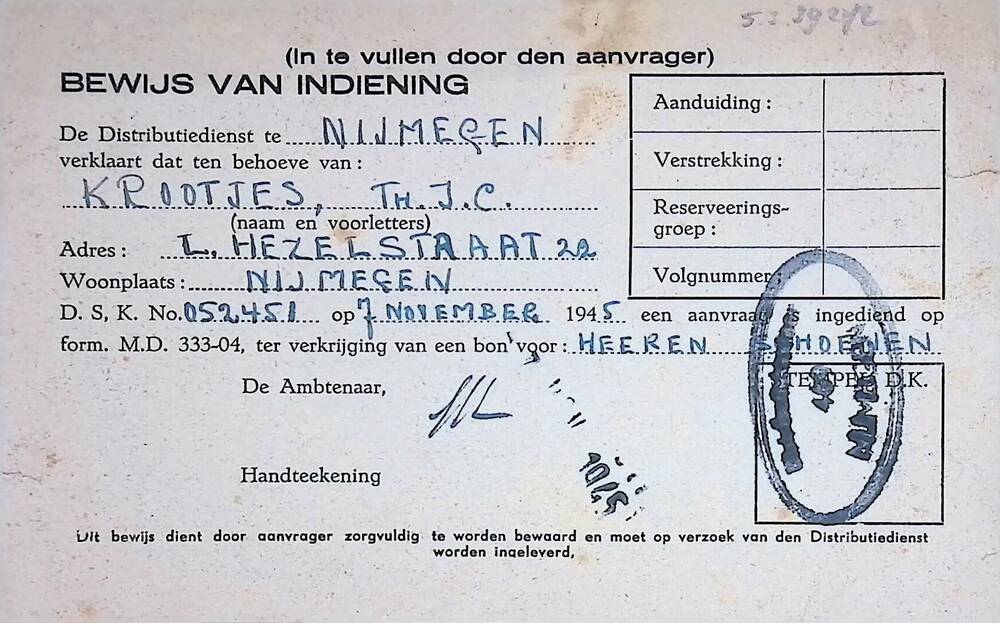 (In te vullen door den aanvrager)
BEWIJS VAN INDIENING
De Distributiedienst te NIJMEGEN
verklaart dat ten behoeve van :
KROOTJES, TH. J.C.
(naam en voorletters)
Adres : L. HEZELSTRAAT 22
Woonplaats : NIJMEGEN
D. S, K. No. 052451 op 7 NOVEMBER 1945 een aanvraag is ingediend op
form. M.D. 333-04, ter verkrijging van een bon voor : HEEREN SCHOENEN
Aanduiding :
Verstrekking :
Reserveerings-
groep :
Volgnummer
De Ambtenaar,
STEMPEL D.K.
Handteekening
1945
NIJMEGEN
Dit bewijs dient door aanvrager zorgvuldig te worden bewaard en moet op verzoek van den Distributiedienst
worden ingeleverd,